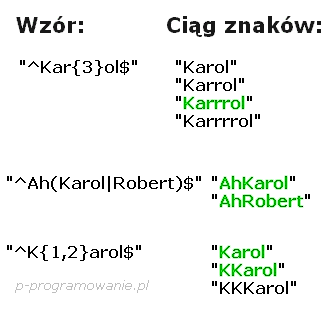 Wzór: Ciąg znaków:
"^Kar{3}ol$" "Karol"
"Karrol"
"Karrrol"
"Karrrrol"
"^Ah(Karol|Robert)$" "AhKarol"
"AhRobert"
"^K{1,2}arol$" "Karol"
"KKarol"
p-programowanie.pl "KKKarol"